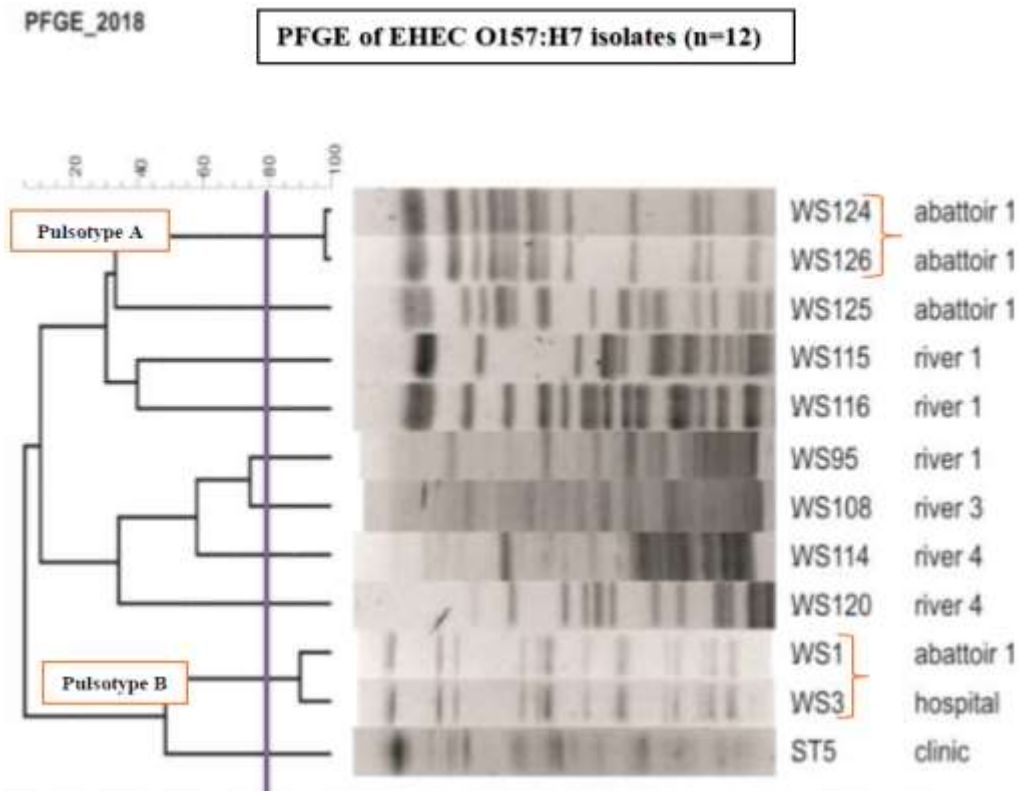 PFGE_2018
PFGE of EHEC O157:H7 isolates (n=12)
20 40 60 80 100
Pulsotype A
WS124 abattoir 1
WS126 abattoir 1
WS125 abattoir 1
WS115 river 1
WS116 river 1
WS95 river 1
WS108 river 3
WS114 river 4
WS120 river 4
WS1 abattoir 1
Pulsotype B
WS3 hospital
ST5 clinic